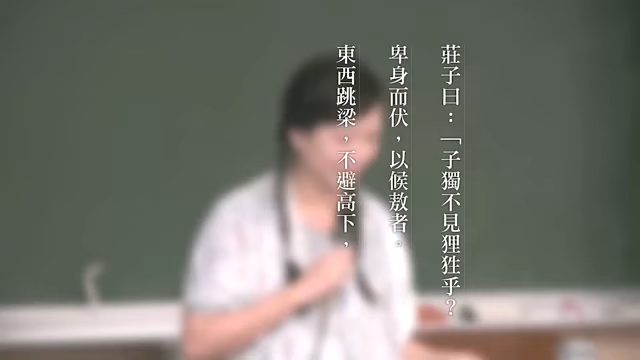 莊子曰：「子獨不見狸狌乎？
卑身而伏，以候敖者。
東西跳梁，不避高下，